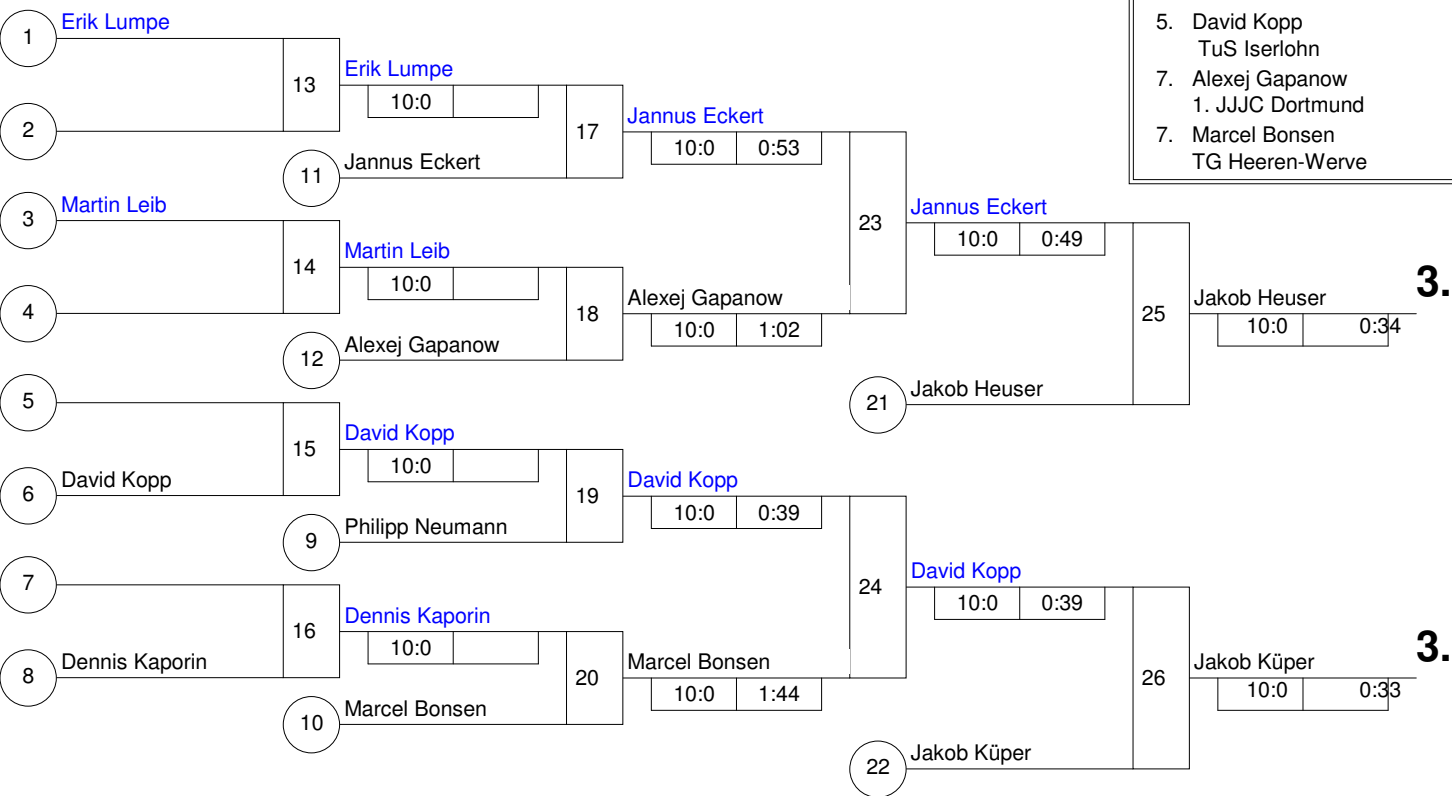 5. David Kopp
TuS Iserlohn
7. Alexej Gapanow
1. JJJC Dortmund
7. Marcel Bonsen
TG Heeren-Werve
1 Erik Lumpe
2
13
Erik Lumpe
10:0
11 Jannus Eckert
17
Jannus Eckert
10:0 0:53
3 Martin Leib
4
14
Martin Leib
10:0
12 Alexej Gapanow
18
Alexej Gapanow
10:0 1:02
23
Jannus Eckert
10:0 0:49
21 Jakob Heuser
25
Jakob Heuser
10:0 0:34
3.
5
6 David Kopp
15
David Kopp
10:0
9 Philipp Neumann
19
David Kopp
10:0 0:39
7
8 Dennis Kaporin
16
Dennis Kaporin
10:0
10 Marcel Bonsen
20
Marcel Bonsen
10:0 1:44
24
David Kopp
10:0 0:39
22 Jakob Küper
26
Jakob Küper
10:0 0:33
3.